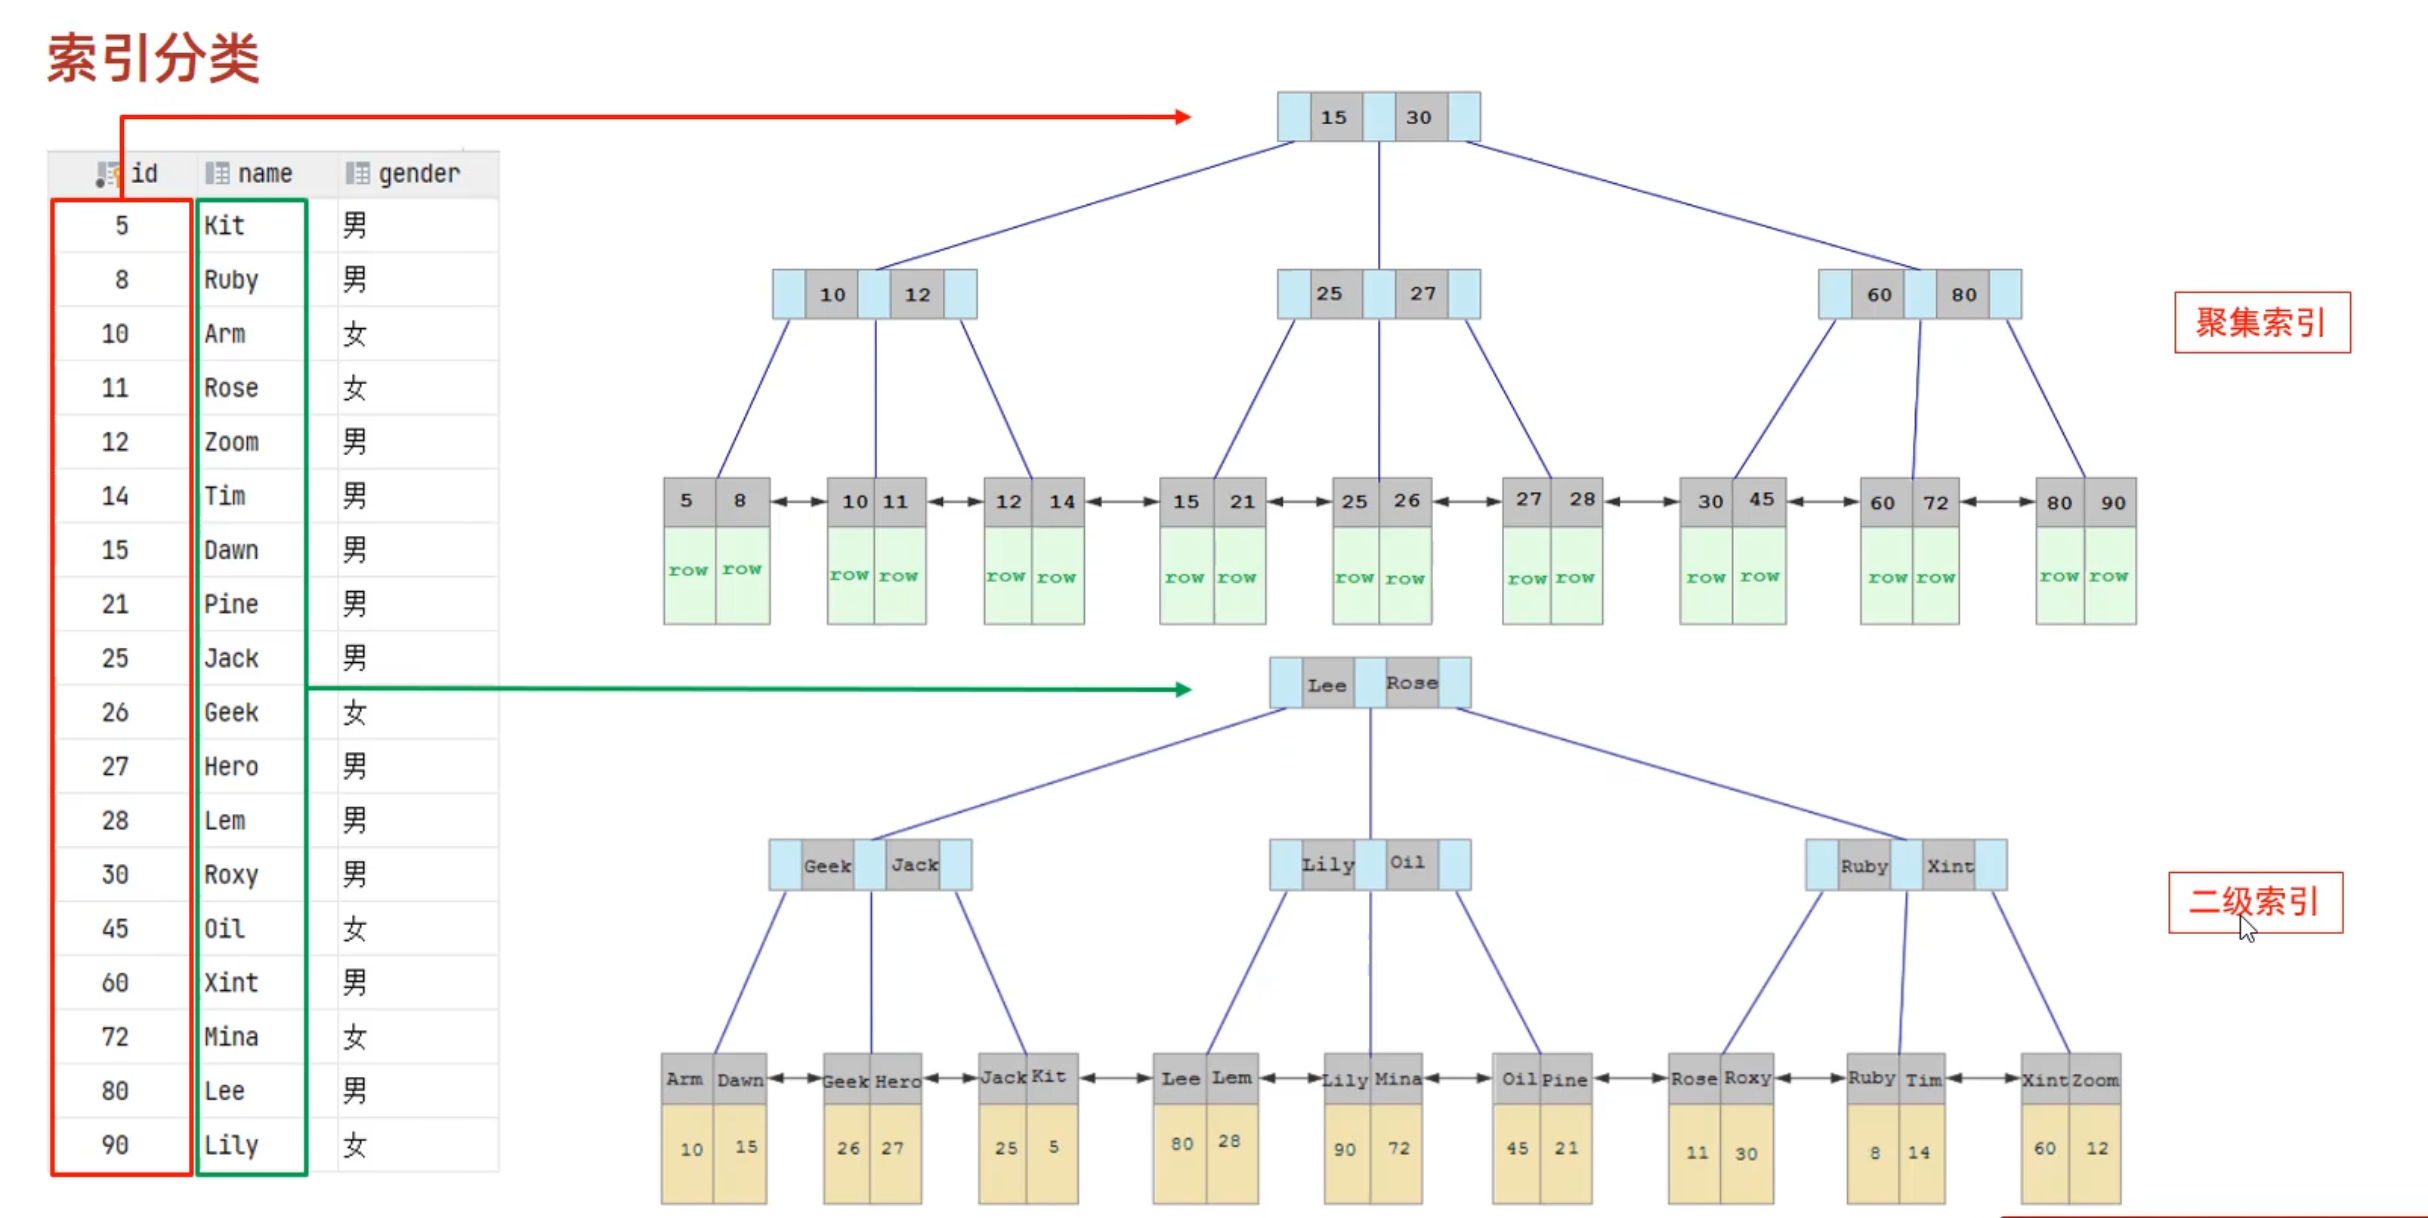 索引分类
id name gender
5 Kit 男
8 Ruby 男
10 Arm 女
11 Rose 女
12 Zoom 男
14 Tim 男
15 Dawn 男
21 Pine 男
25 Jack 男
26 Geek 女
27 Hero 男
28 Lem 男
30 Roxy 男
45 Oil 女
60 Xint 男
72 Mina 女
80 Lee 男
90 Lily 女
15 30
10 12 25 27 60 80
聚集索引
5 8 10 11 12 14 15 21 25 26 27 28 30 45 60 72 80 90
row row row row row row row row row row row row row row row row row row
Lee Rose
Geek Jack Lily Oil Ruby Xint
二级索引
Arm Dawn Geek Hero Jack Kit Lee Lem Lily Mina Oil Pine Rose Roxy Ruby Tim Xint Zoom
10 15 26 27 25 5 80 28 90 72 45 21 11 30 8 14 60 12